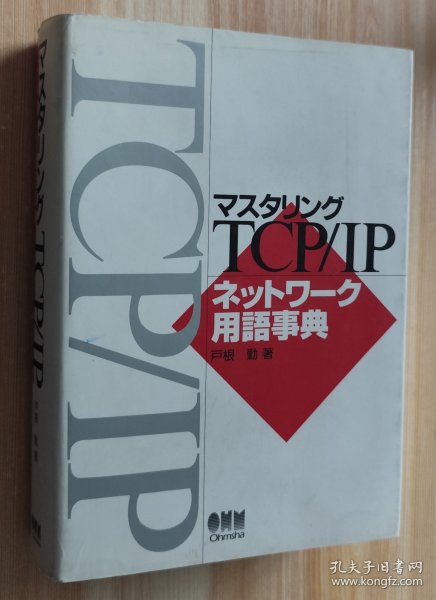 マスタリング
TCP/IP
ネットワーク
用語事典
戸根 勤 著
TCP/IP
OHM
Ohmsha
マスタリング TCP/IP
孔夫子旧书网
www.kongfz.com